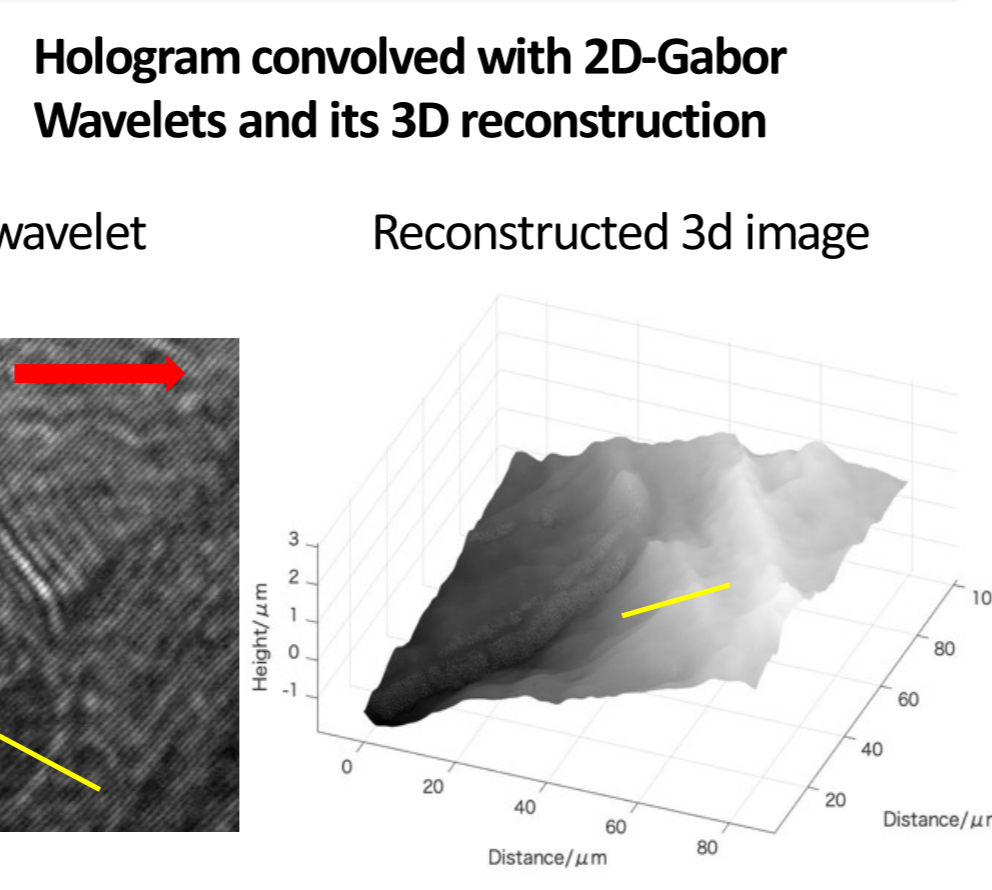 Hologram convolved with 2D-Gabor
Wavelets and its 3D reconstruction
wavelet
Reconstructed 3d image
3
2
1
0
-1
Height/μm
0
20
40
60
80
Distance/μm
20
40
60
80
10
Distance/μm